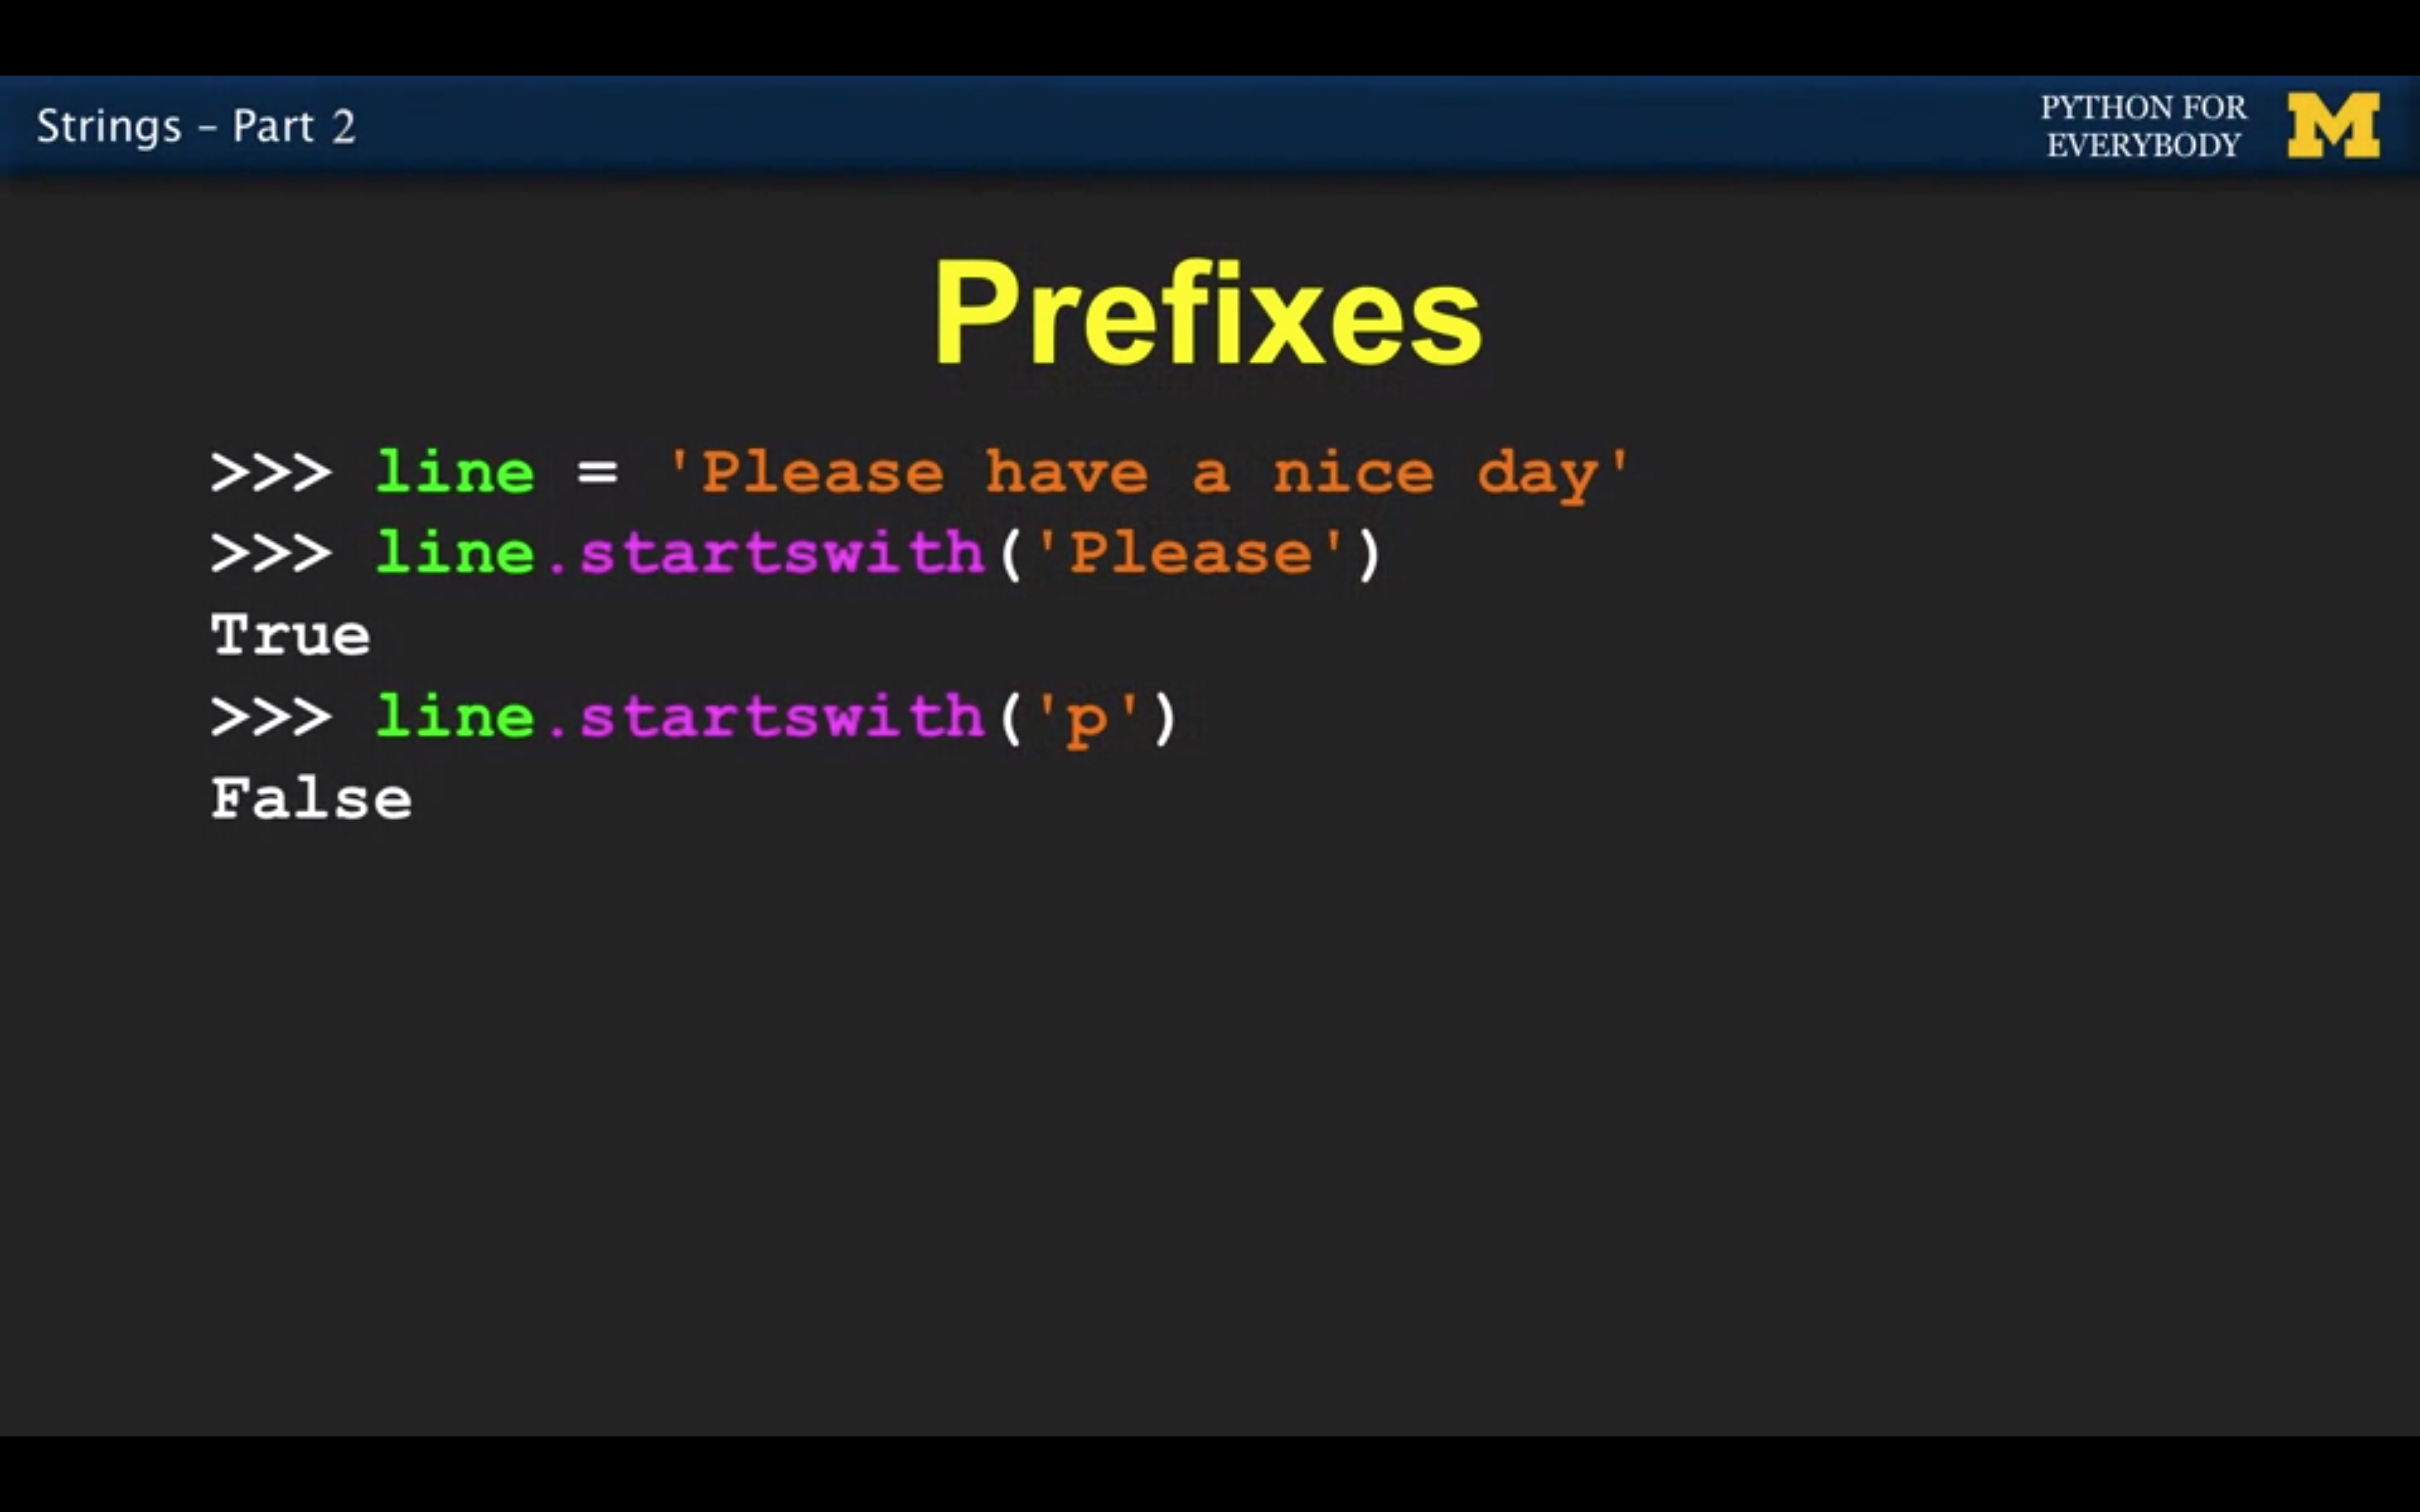 Strings – Part 2
PYTHON FOR
EVERYBODY
M
Prefixes
>>> line = 'Please have a nice day'
>>> line.startswith('Please')
True
>>> line.startswith('p')
False